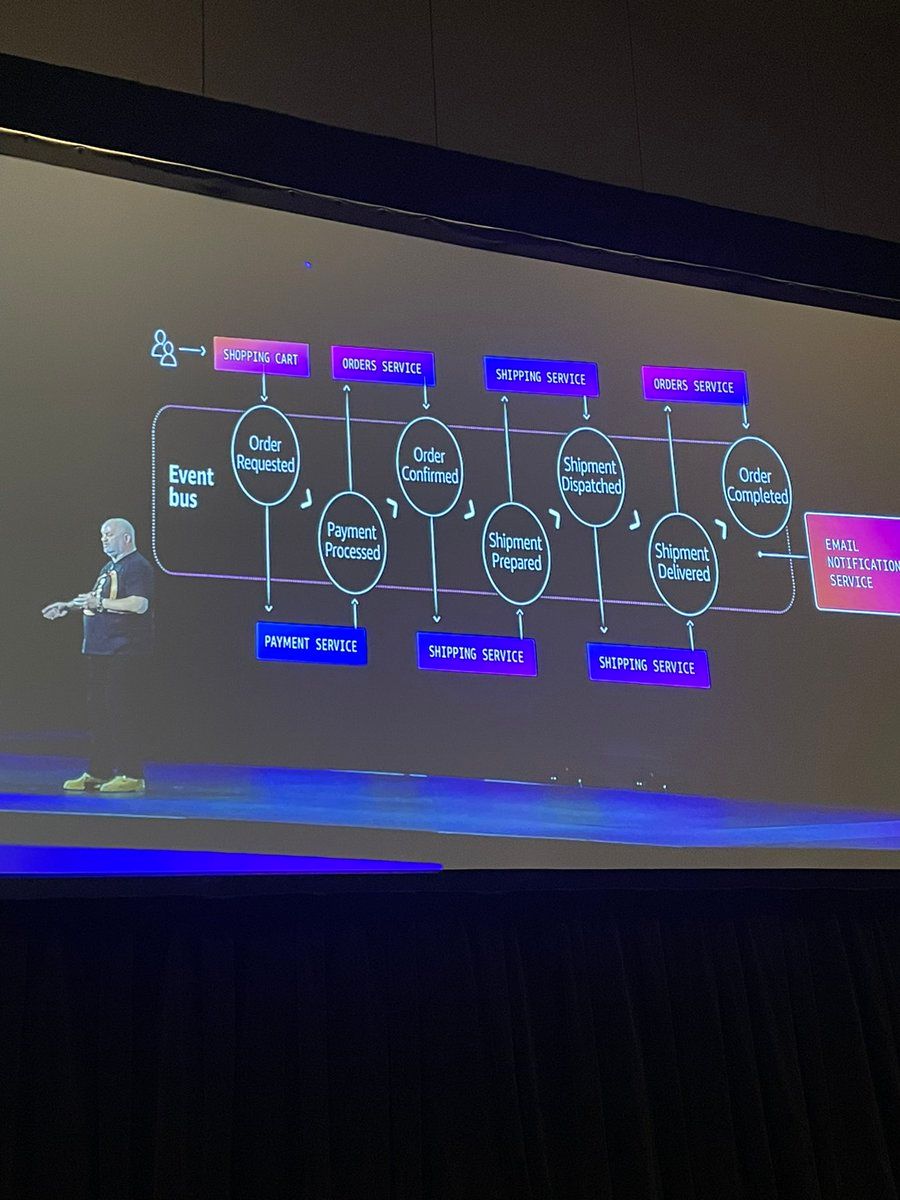 SHOPPING CART
ORDERS SERVICE
SHIPPING SERVICE
ORDERS SERVICE
Event
bus
Order
Requested
Payment
Processed
Order
Confirmed
Shipment
Prepared
Shipment
Dispatched
Shipment
Delivered
Order
Completed
EMAIL
NOTIFICATION
SERVICE
PAYMENT SERVICE
SHIPPING SERVICE
SHIPPING SERVICE